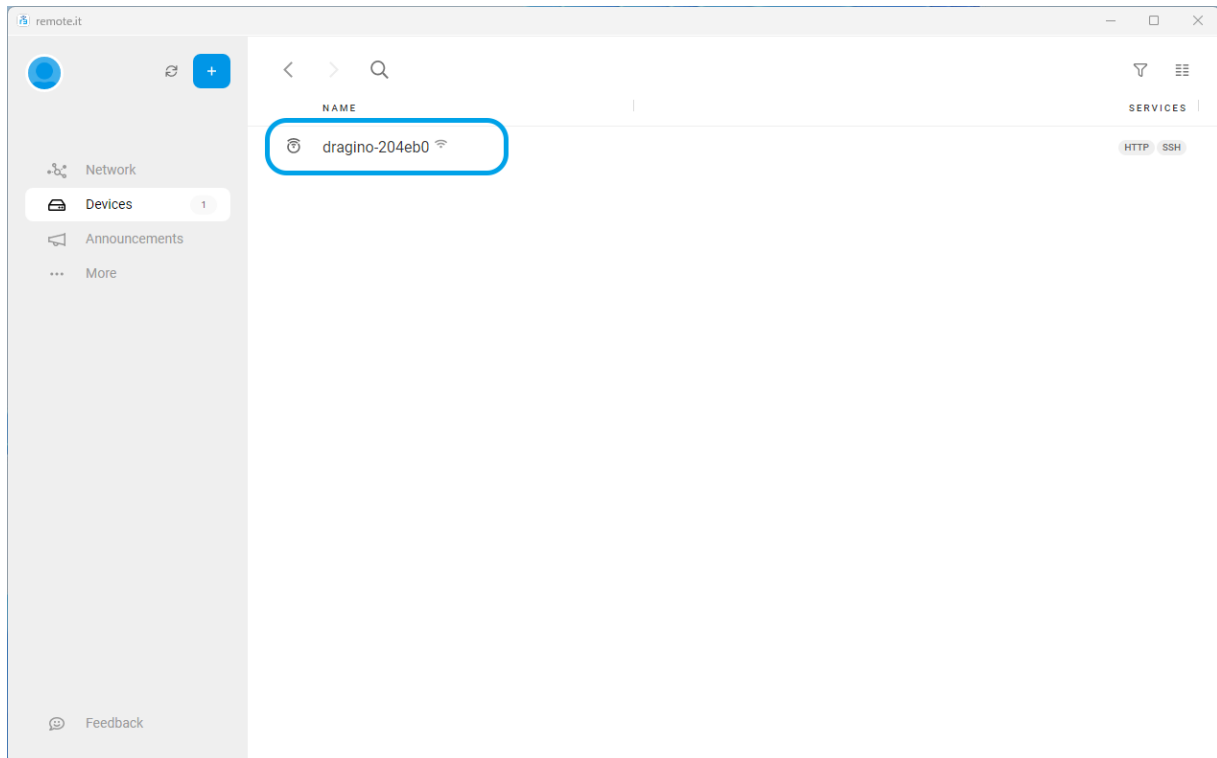 remote.it
NAME
SERVICES
dragino-204eb0
HTTP SSH
Network
Devices 1
Announcements
More
Feedback